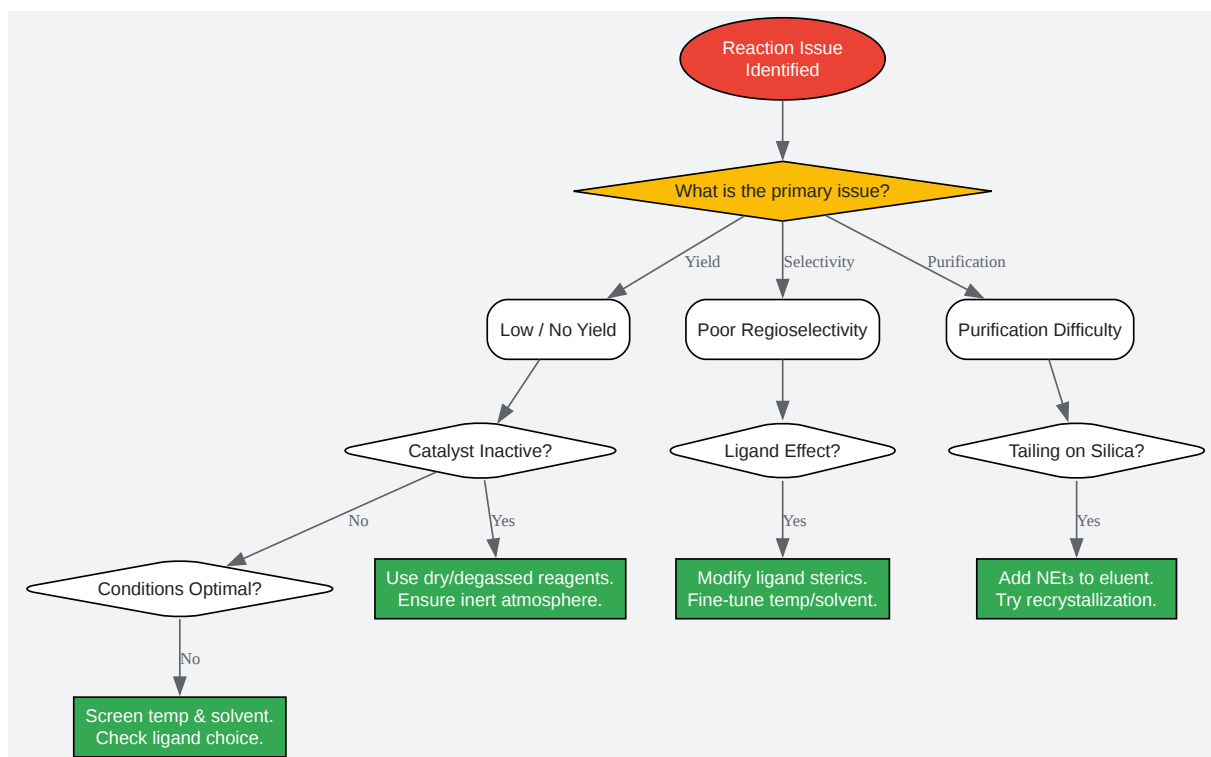 Reaction Issue
Identified
What is the primary issue?
Yield
Selectivity
Purification
Low / No Yield
Poor Regioselectivity
Purification Difficulty
Catalyst Inactive?
Ligand Effect?
Tailing on Silica?
No
Yes
Yes
Yes
Conditions Optimal?
Use dry/degassed reagents.
Ensure inert atmosphere.
Modify ligand sterics.
Fine-tune temp/solvent.
Add NEt₃ to eluent.
Try recrystallization.
No
Screen temp & solvent.
Check ligand choice.